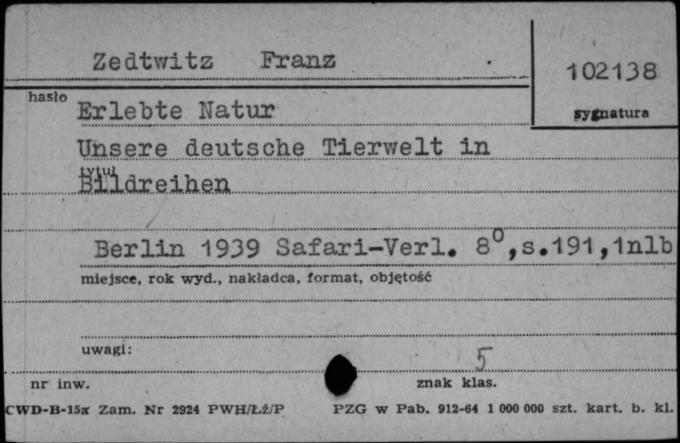 Zedtwitz Franz
102138
hasło
sygnatura
Erlebte Natur
Unsere deutsche Tierwelt in
tytuł
Bildreihen
Berlin 1939 Safari-Verl. 8°,s.191,1nlb
miejsce, rok wyd., nakładca, format, objętość
uwagi:
5
nr inw.
znak klas.
CWD-B-15a Zam. Nr 2924 PWH/Łż/P PZG w Pab. 912-64 1 000 000 szt. kart. b. kl.